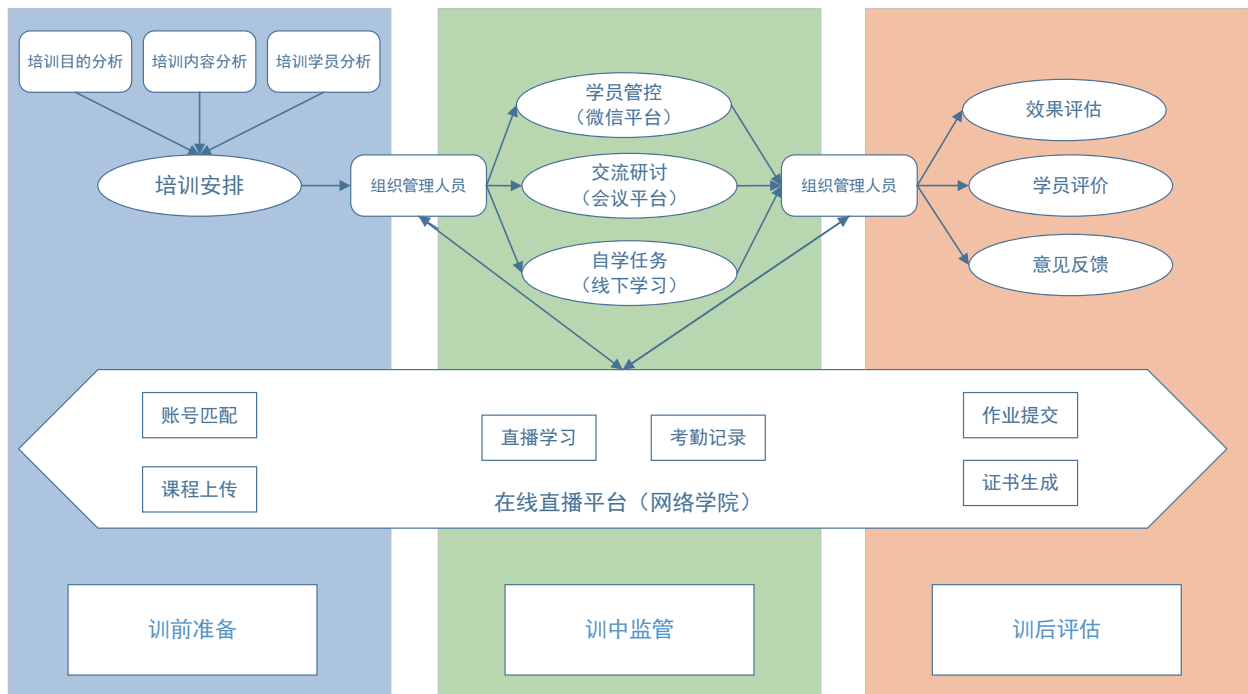 培训目的分析
培训内容分析
培训学员分析
培训安排
组织管理人员
学员管控
（微信平台）
交流研讨
（会议平台）
自学任务
（线下学习）
组织管理人员
效果评估
学员评价
意见反馈
账号匹配
课程上传
直播学习
考勤记录
作业提交
证书生成
在线直播平台（网络学院）
训前准备
训中监管
训后评估